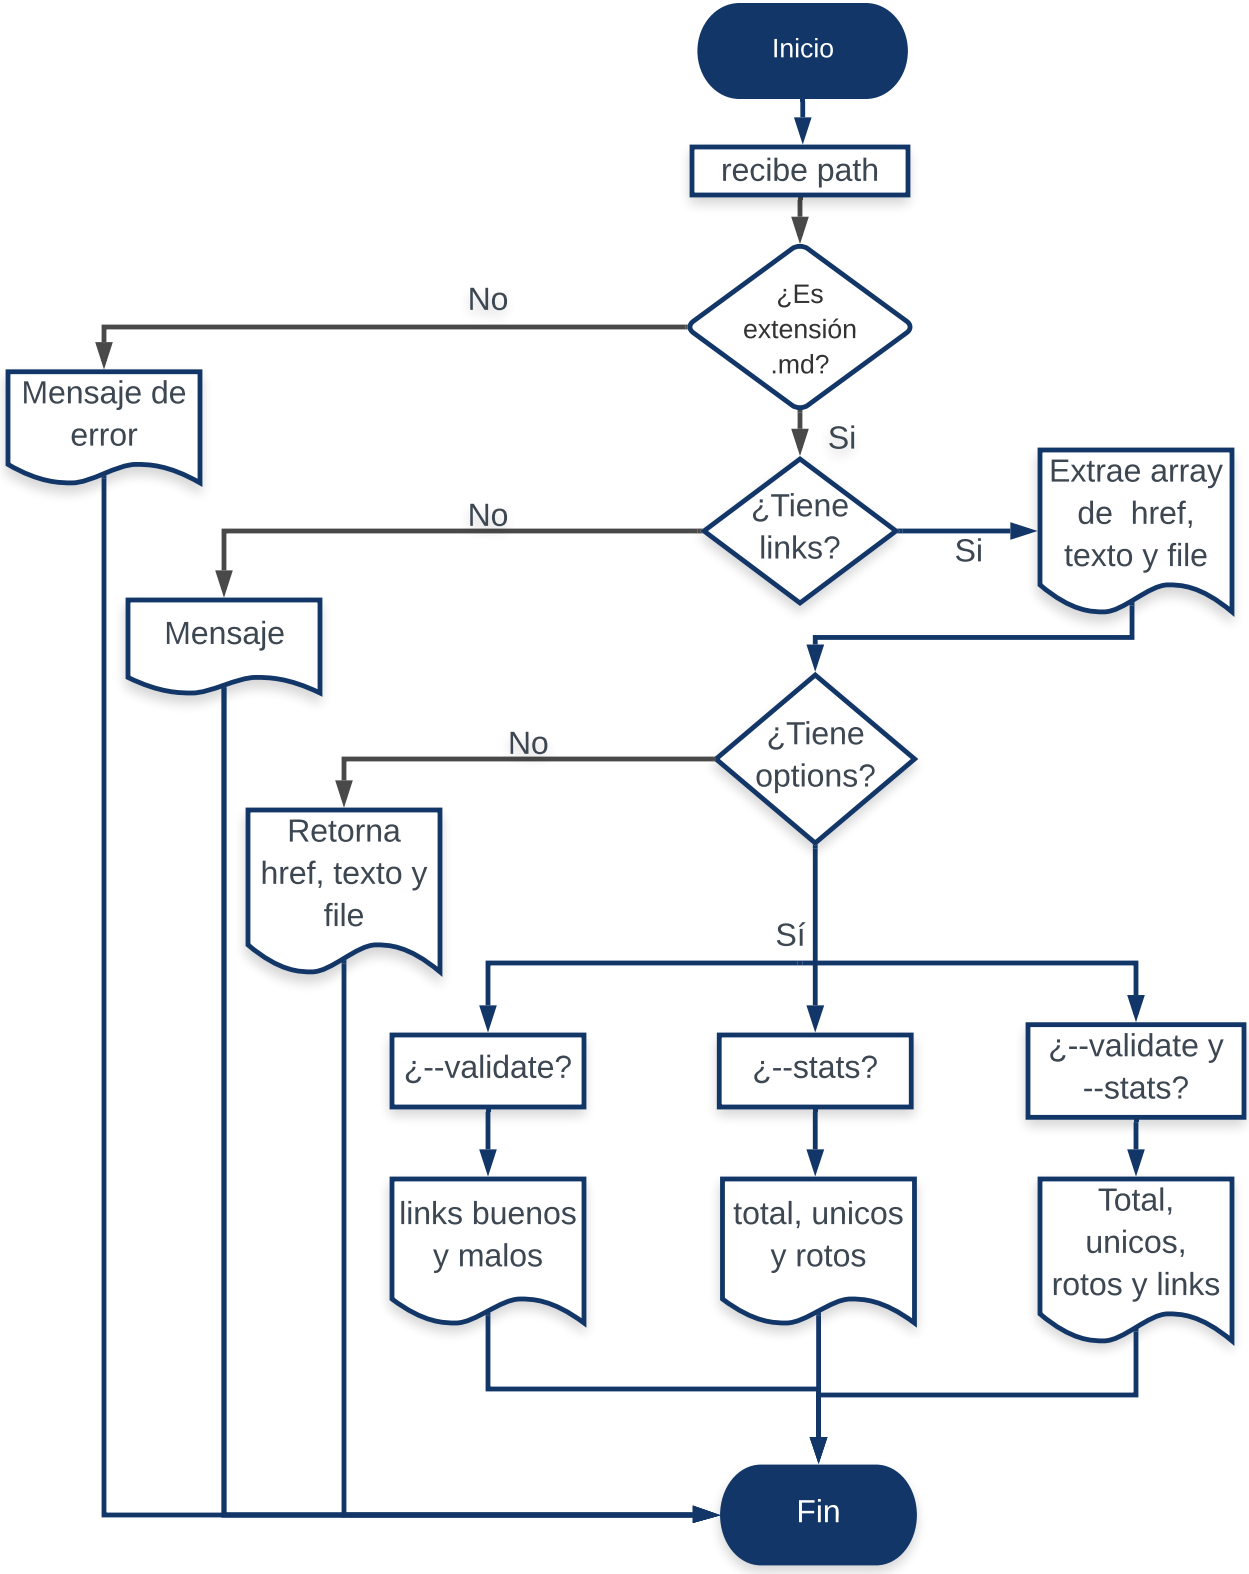 Inicio
recibe path
¿Es
extensión
.md?
No
Mensaje de
error
Si
¿Tiene
links?
No
Si
Extrae array
de  href,
texto y file
Mensaje
¿Tiene
options?
No
Retorna
href, texto y
file
Sí
¿--validate?
¿--stats?
¿--validate y
--stats?
links buenos
y malos
total, unicos
y rotos
Total,
unicos,
rotos y links
Fin